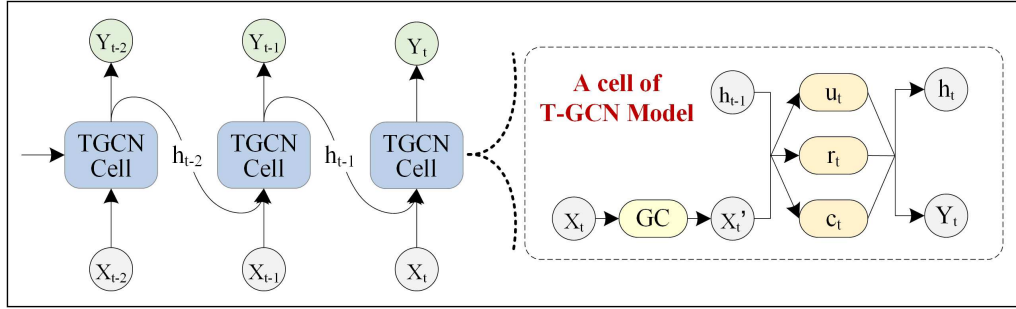 Y_{t-2}
Y_{t-1}
Y_t
TGCN
Cell
h_{t-2}
TGCN
Cell
h_{t-1}
TGCN
Cell
X_{t-2}
X_{t-1}
X_t
A cell of
T-GCN Model
h_{t-1}
u_t
h_t
r_t
X_t
GC
X_t'
c_t
Y_t